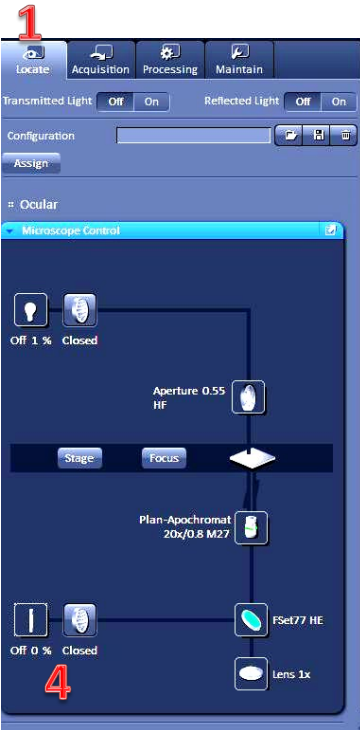 1
Locate Acquisition Processing Maintain
Transmitted Light Off On Reflected Light Off On
Configuration
Assign
Ocular
Microscope Control
Off 1 % Closed
Aperture 0.55
HF
Stage Focus
Plan-Apochromat
20x/0.8 M27
FSet77 HE
Off 0 % Closed
Lens 1x
4